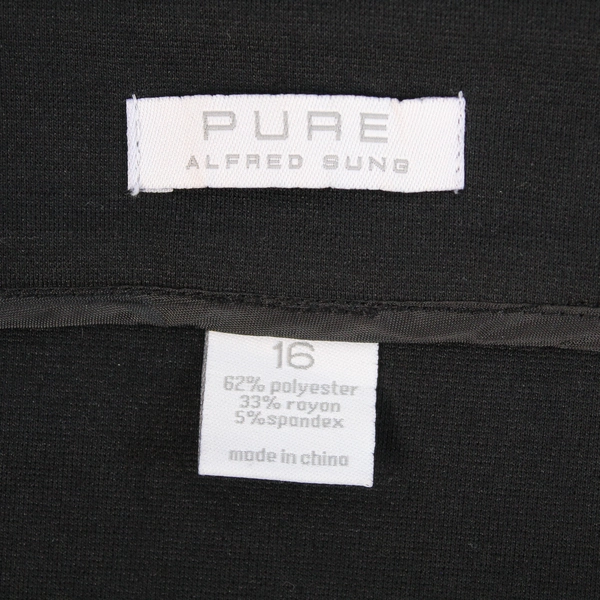 PURE
ALFRED SUNG
16
62% polyester
33% rayon
5%spandex
made in china